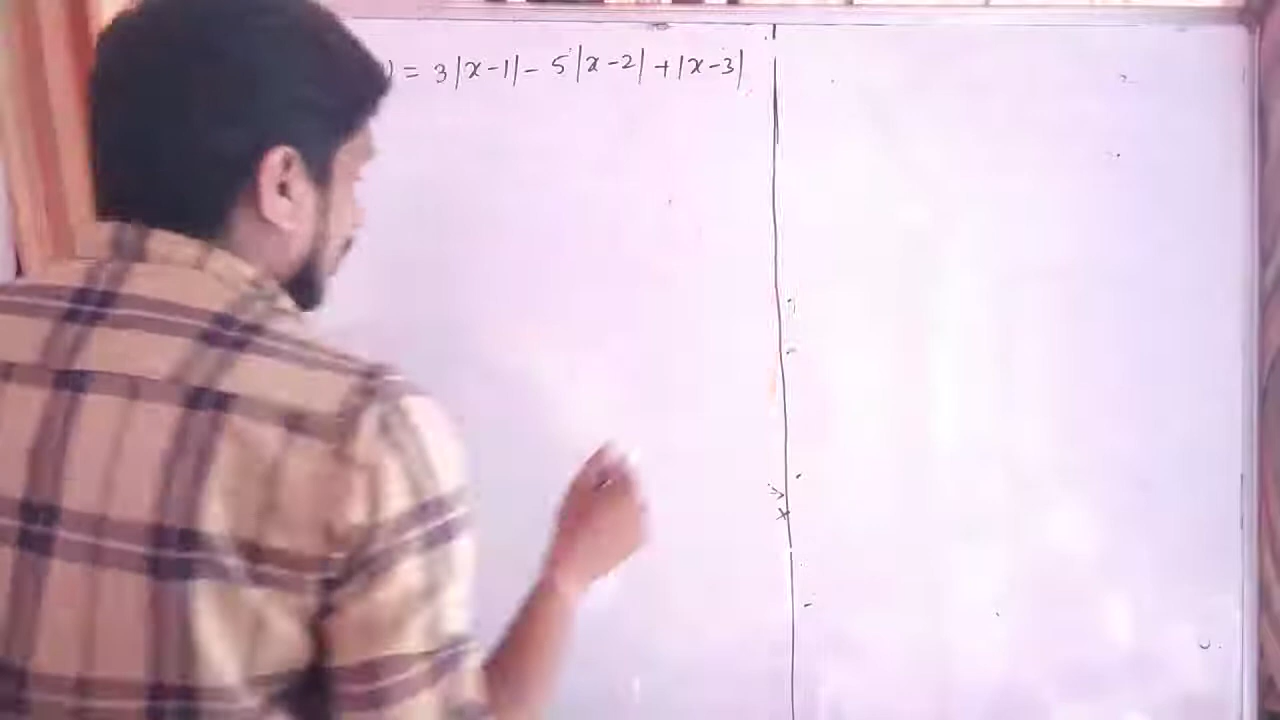 ) = 3|x-1| - 5|x-2| + |x-3|
x